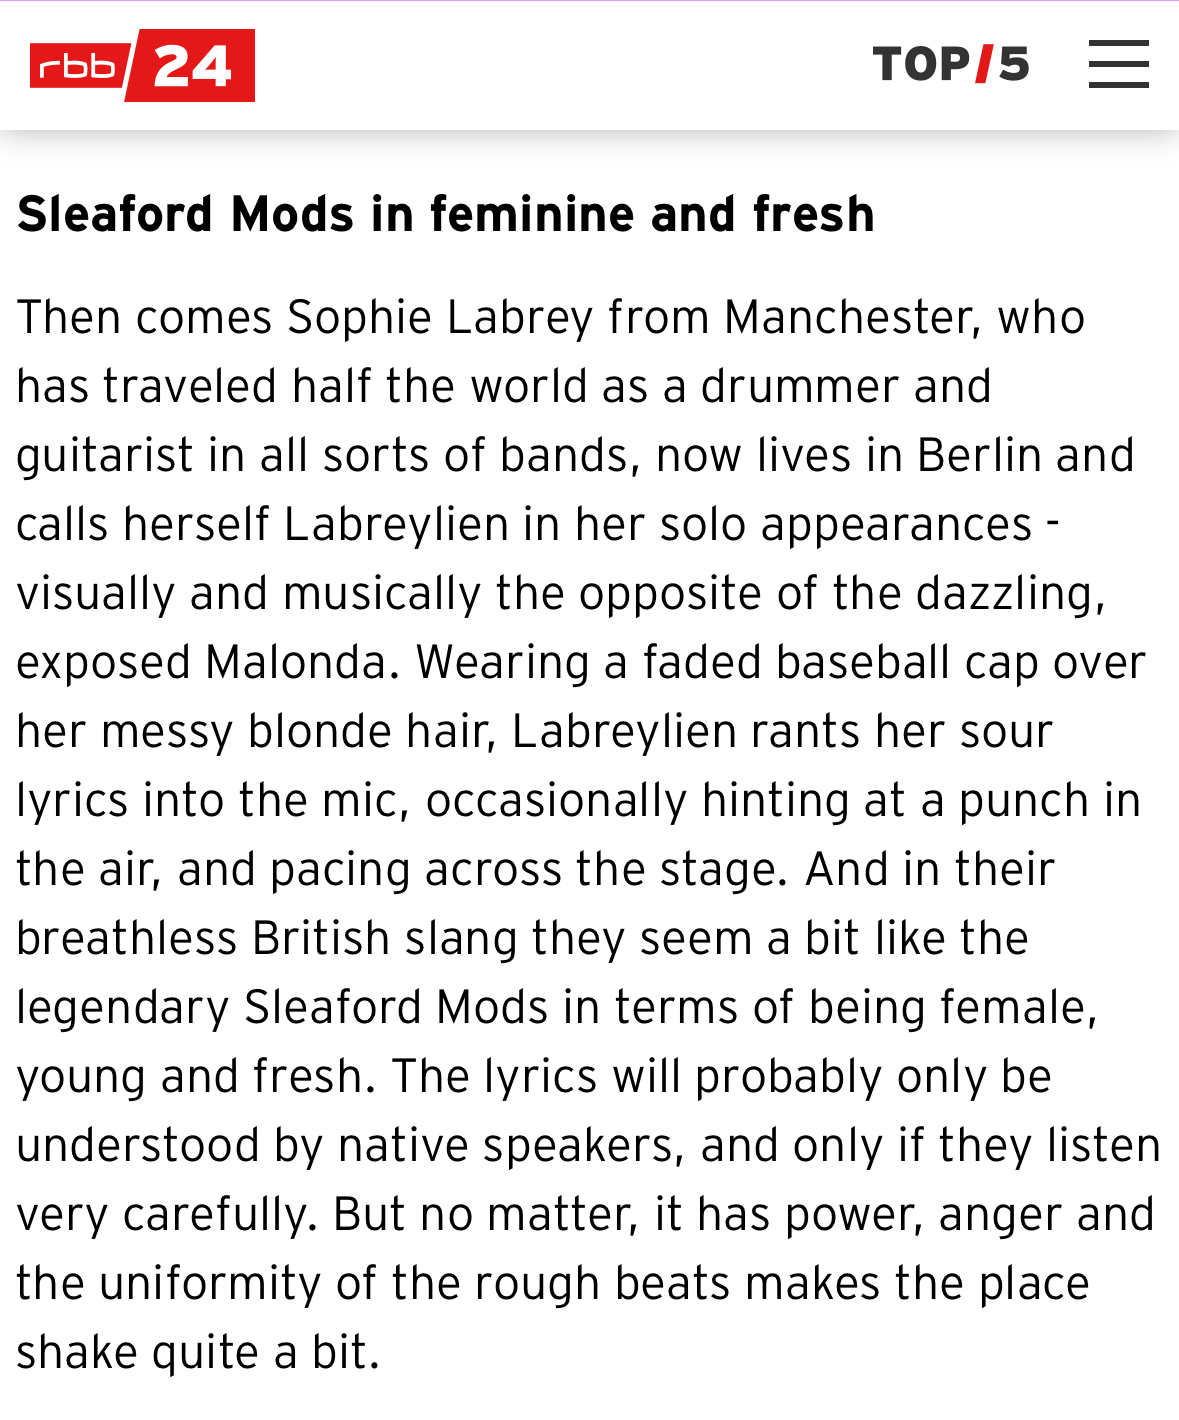 rbb 24
TOP/5
Sleaford Mods in feminine and fresh
Then comes Sophie Labrey from Manchester, who
has traveled half the world as a drummer and
guitarist in all sorts of bands, now lives in Berlin and
calls herself Labreylien in her solo appearances -
visually and musically the opposite of the dazzling,
exposed Malonda. Wearing a faded baseball cap over
her messy blonde hair, Labreylien rants her sour
lyrics into the mic, occasionally hinting at a punch in
the air, and pacing across the stage. And in their
breathless British slang they seem a bit like the
legendary Sleaford Mods in terms of being female,
young and fresh. The lyrics will probably only be
understood by native speakers, and only if they listen
very carefully. But no matter, it has power, anger and
the uniformity of the rough beats makes the place
shake quite a bit.